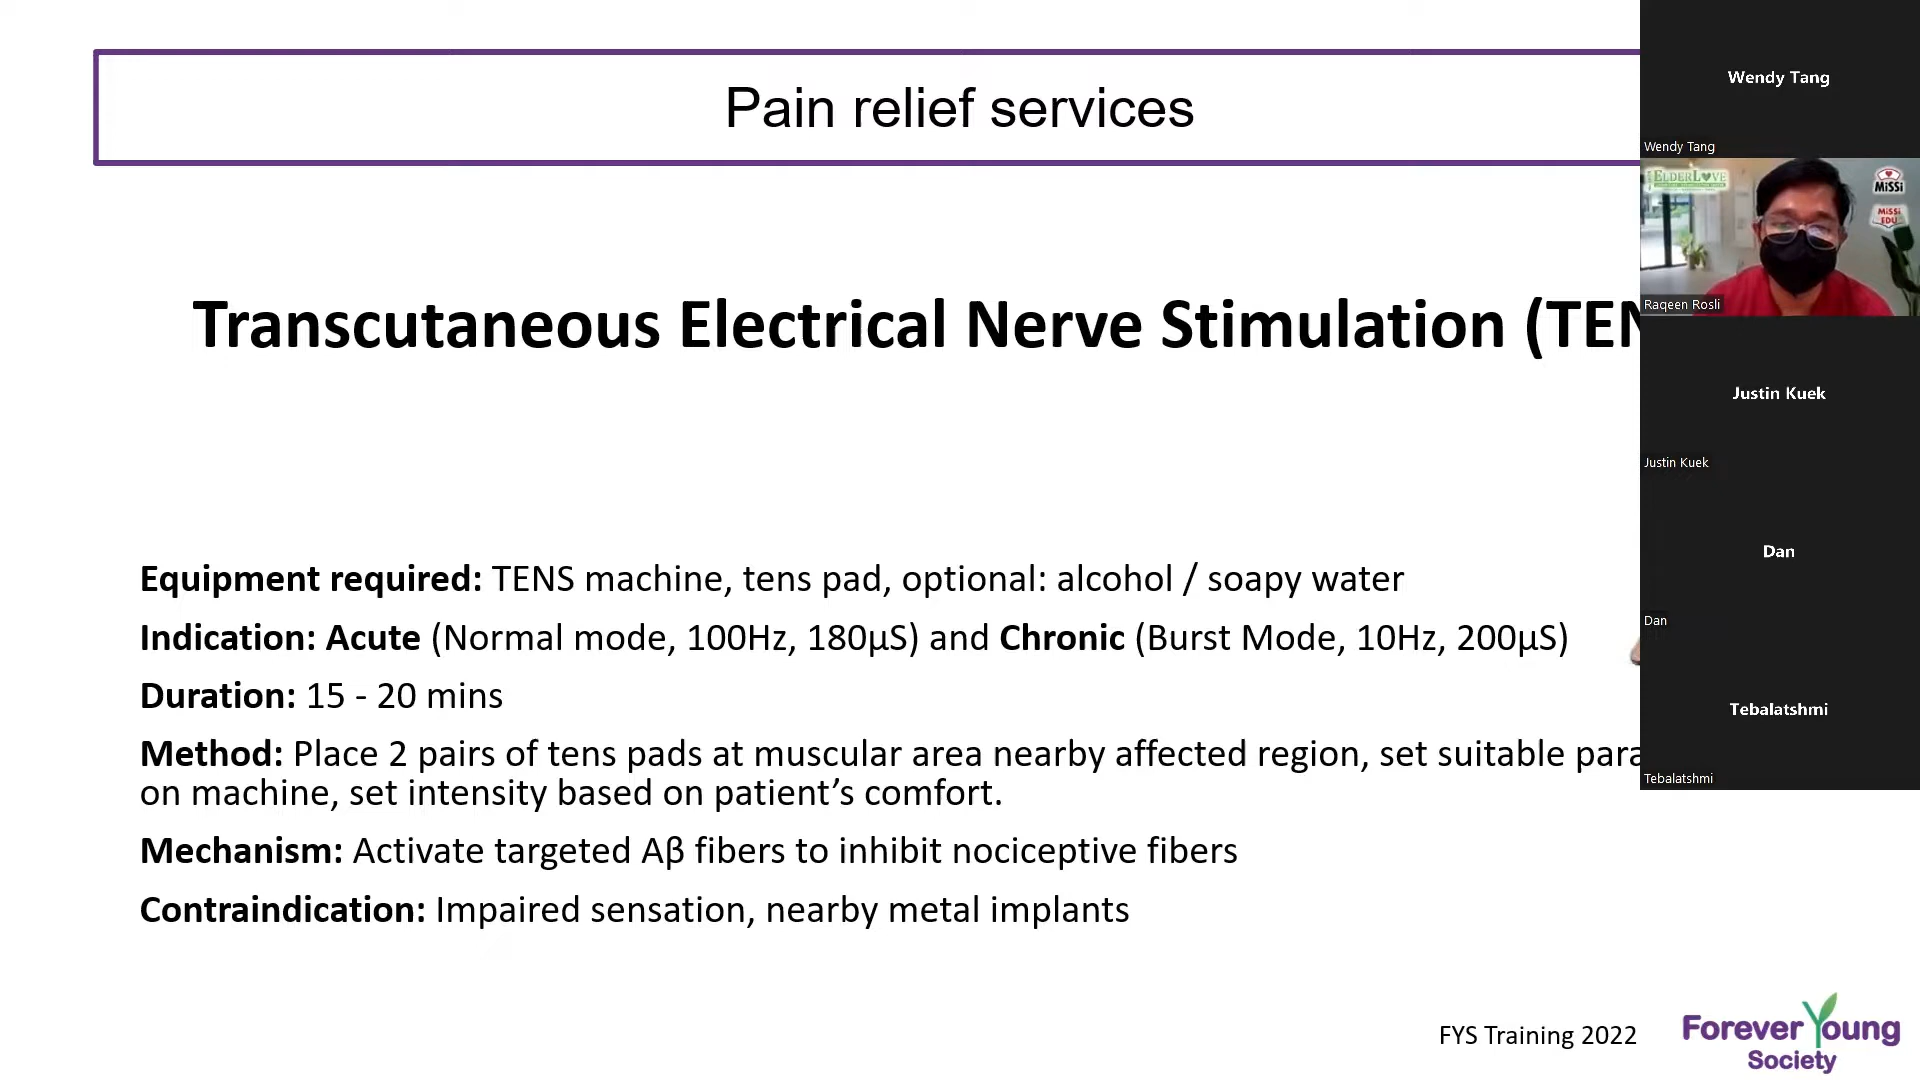 Pain relief services
Transcutaneous Electrical Nerve Stimulation (TEN
Equipment required: TENS machine, tens pad, optional: alcohol / soapy water
Indication: Acute (Normal mode, 100Hz, 180µS) and Chronic (Burst Mode, 10Hz, 200µS)
Duration: 15 - 20 mins
Method: Place 2 pairs of tens pads at muscular area nearby affected region, set suitable para
on machine, set intensity based on patient’s comfort.
Mechanism: Activate targeted Aβ fibers to inhibit nociceptive fibers
Contraindication: Impaired sensation, nearby metal implants
FYS Training 2022
Forever Young
Society
Wendy Tang
Wendy Tang
ELDERLOVE
MiSSi
MiSSi
EDU
Raqeen Rosli
Justin Kuek
Justin Kuek
Dan
Dan
Tebalatshmi
Tebalatshmi